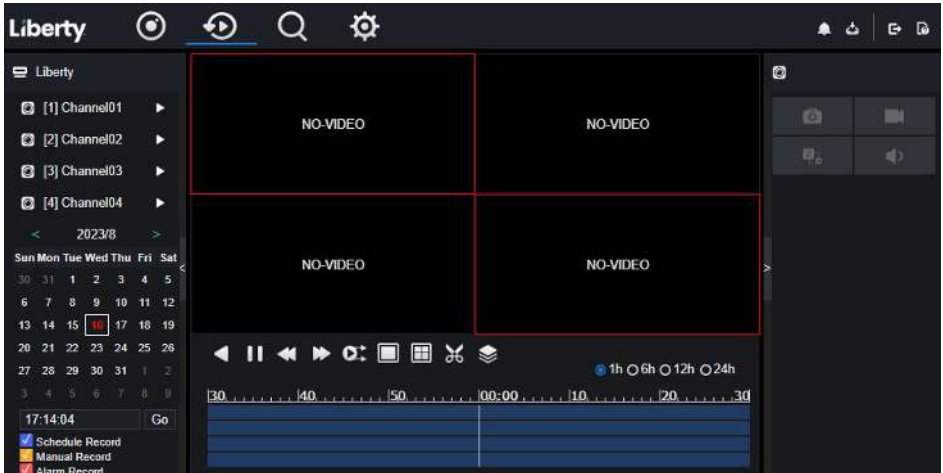 Liberty
Liberty
[1] Channel01
[2] Channel02
[3] Channel03
[4] Channel04
< 2023/8 >
Sun Mon Tue Wed Thu Fri Sat
30 31 1 2 3 4 5
6 7 8 9 10 11 12
13 14 15 16 17 18 19
20 21 22 23 24 25 26
27 28 29 30 31 1 2
3 4 5 6 7 8 9
17:14:04 Go
Schedule Record
Manual Record
Alarm Record
NO-VIDEO NO-VIDEO
NO-VIDEO NO-VIDEO
1h 6h 12h 24h
30 40 50 00:00 10 20 30